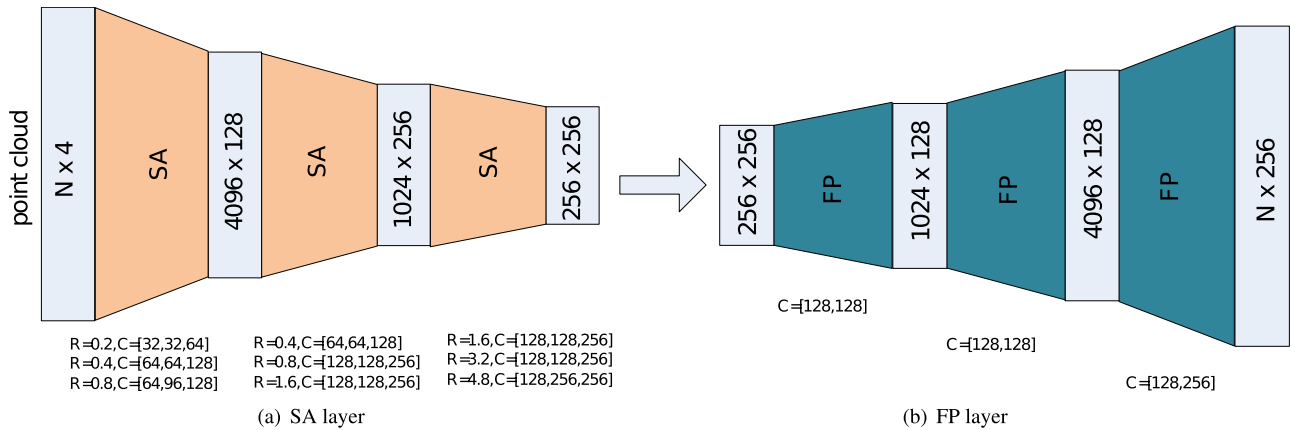 point cloud
N x 4
SA
4096 x 128
SA
1024 x 256
SA
256 x 256
R=0.2,C=[32,32,64]
R=0.4,C=[64,64,128]
R=0.8,C=[64,96,128]
R=0.4,C=[64,64,128]
R=0.8,C=[128,128,256]
R=1.6,C=[128,128,256]
R=1.6,C=[128,128,256]
R=3.2,C=[128,128,256]
R=4.8,C=[128,256,256]
(a) SA layer
256 x 256
FP
1024 x 128
FP
4096 x 128
FP
N x 256
C=[128,128]
C=[128,128]
C=[128,256]
(b) FP layer